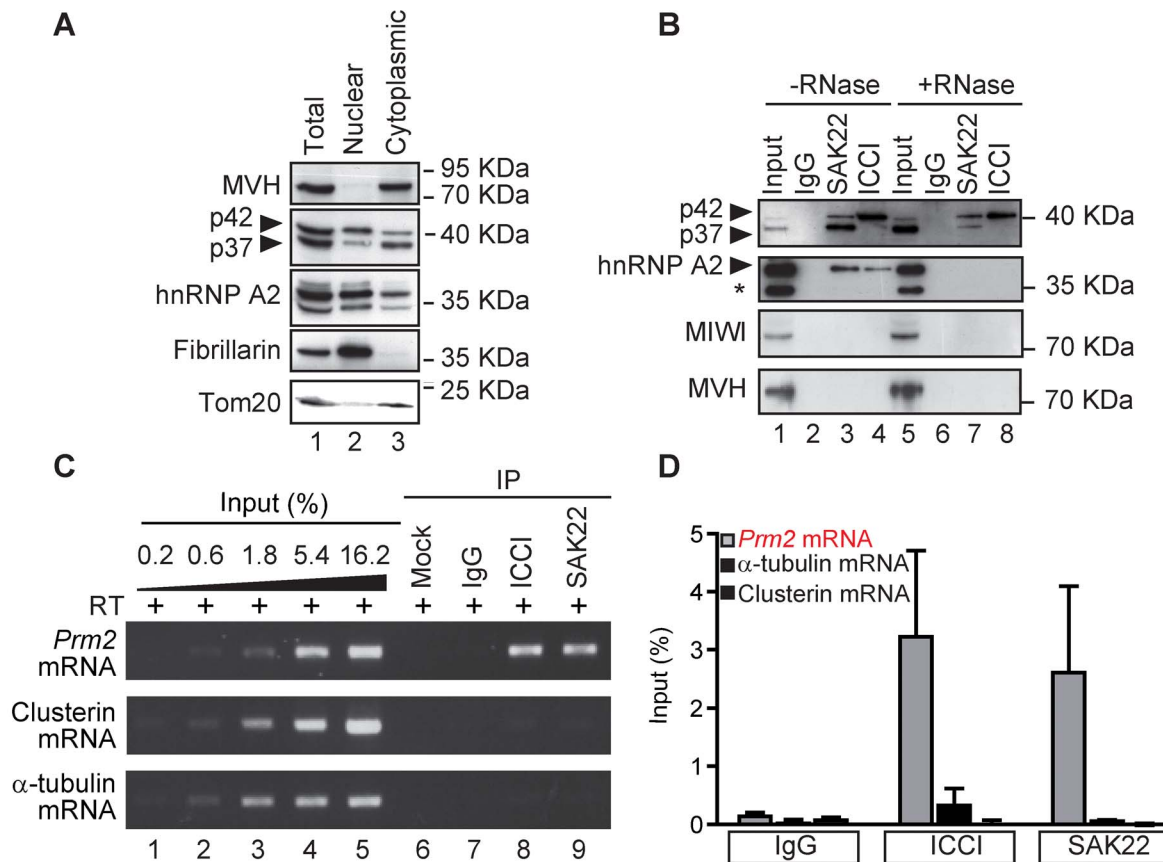 A
Total
Nuclear
Cytoplasmic
MVH
- 95 KDa
- 70 KDa
p42
p37
- 40 KDa
hnRNP A2
- 35 KDa
Fibrillarin
- 35 KDa
- 25 KDa
Tom20
1 2 3
B
-RNase +RNase
Input IgG SAK22 ICCI Input IgG SAK22 ICCI
p42
p37
- 40 KDa
hnRNP A2
*
- 35 KDa
MIWI
- 70 KDa
MVH
- 70 KDa
1 2 3 4 5 6 7 8
C
IP
Input (%)
0.2 0.6 1.8 5.4 16.2 Mock IgG ICCI SAK22
RT + + + + + + + + +
Prm2
mRNA
Clusterin
mRNA
α-tubulin
mRNA
1 2 3 4 5 6 7 8 9
D
Prm2 mRNA
α-tubulin mRNA
Clusterin mRNA
Input (%)
5
4
3
2
1
0
IgG ICCI SAK22